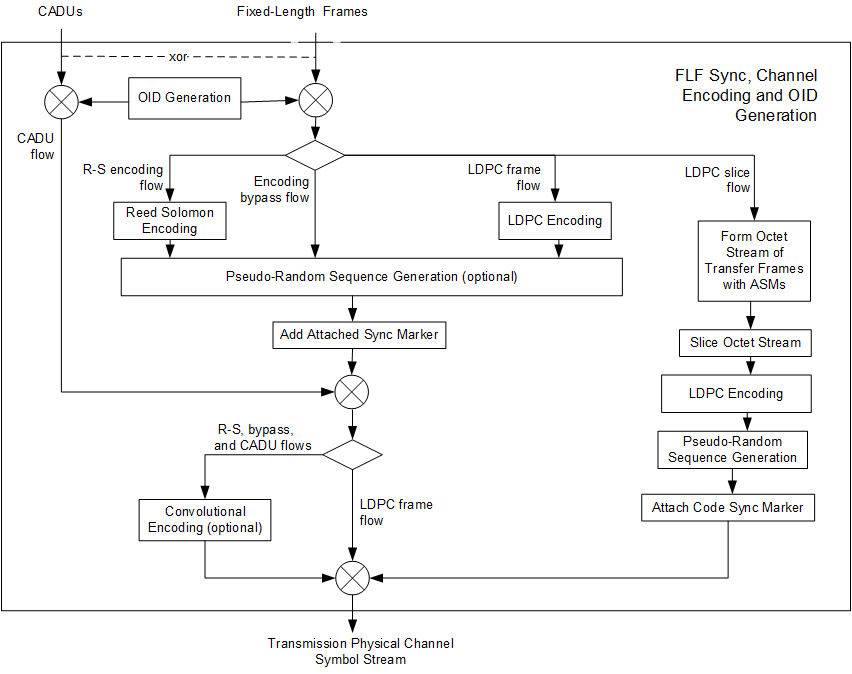 CADUs
Fixed-Length Frames
xor
FLF Sync, Channel
Encoding and OID
Generation
OID Generation
CADU
flow
R-S encoding
flow
Encoding
bypass flow
LDPC frame
flow
LDPC slice
flow
Reed Solomon
Encoding
LDPC Encoding
Form Octet
Stream of
Transfer Frames
with ASMs
Pseudo-Random Sequence Generation (optional)
Add Attached Sync Marker
Slice Octet Stream
LDPC Encoding
R-S, bypass,
and CADU flows
Pseudo-Random
Sequence Generation
Convolutional
Encoding (optional)
LDPC frame
flow
Attach Code Sync Marker
Transmission Physical Channel
Symbol Stream